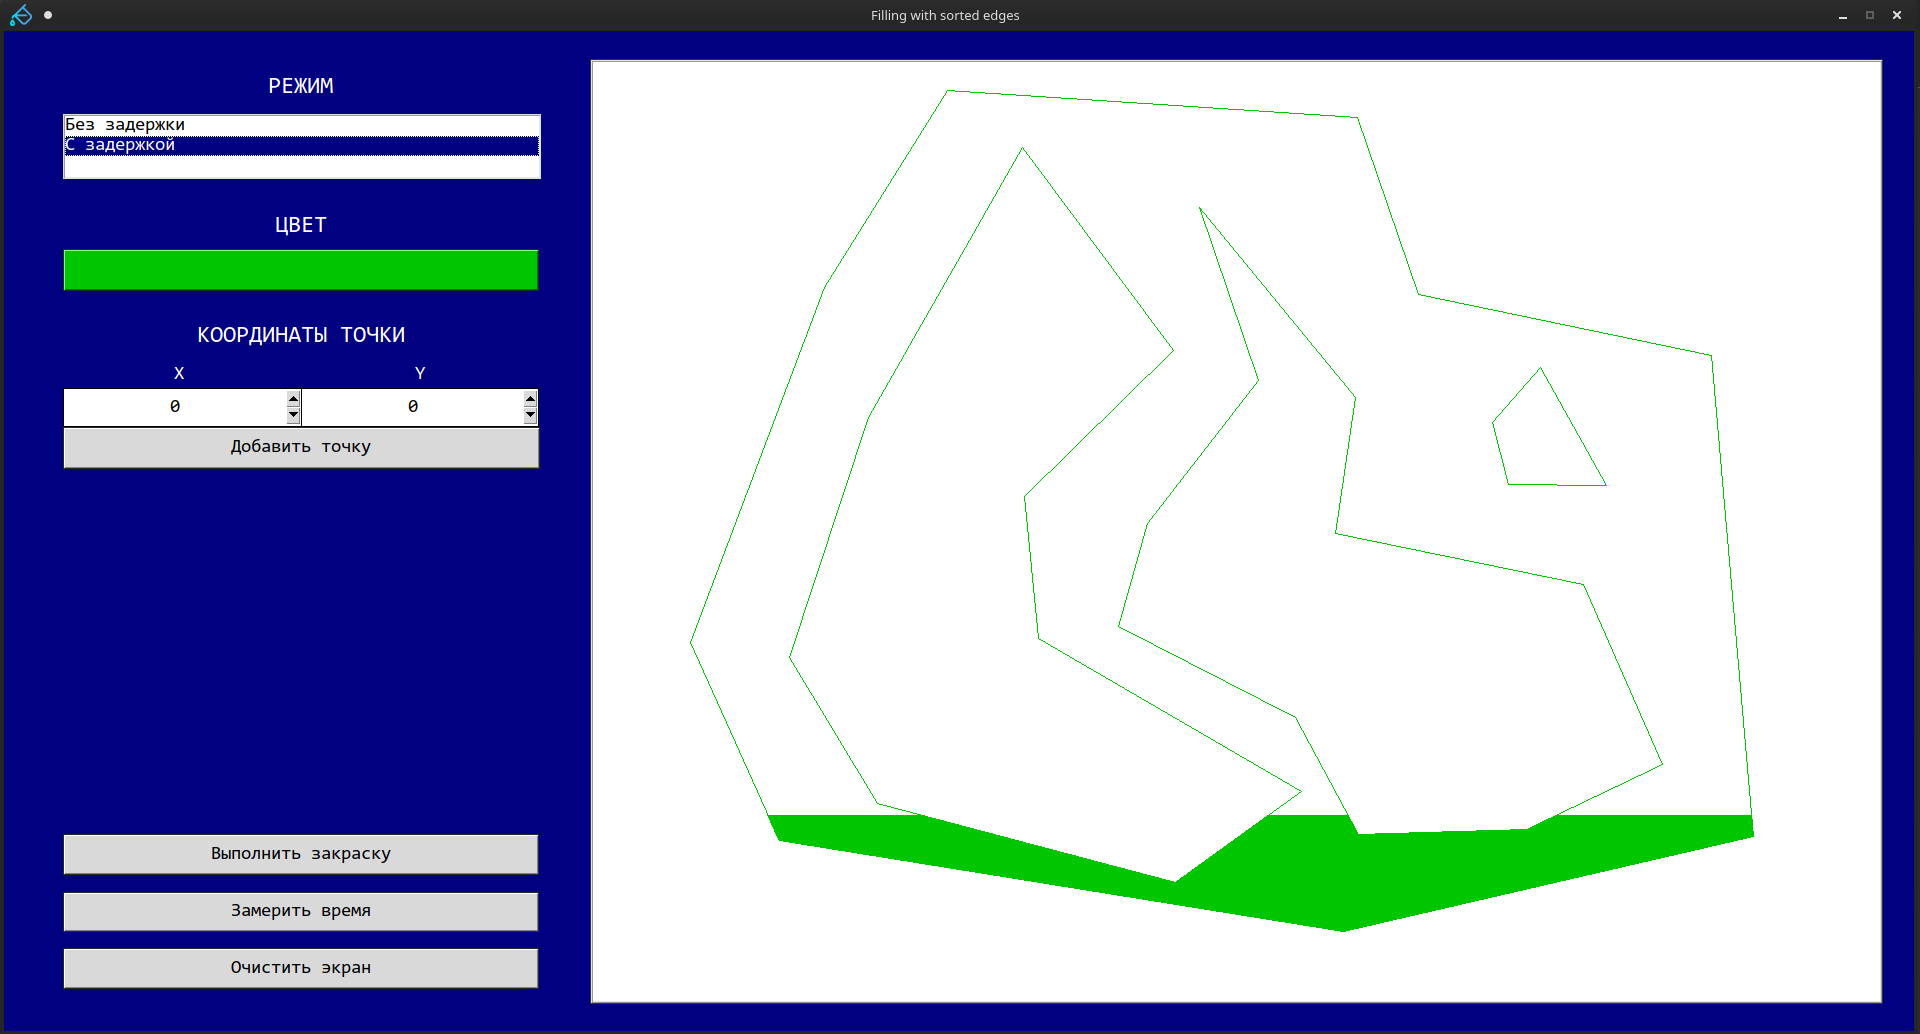 Filling with sorted edges
РЕЖИМ
Без задержки
С задержкой
ЦВЕТ
КООРДИНАТЫ ТОЧКИ
X Y
0 0
Добавить точку
Выполнить закраску
Замерить время
Очистить экран